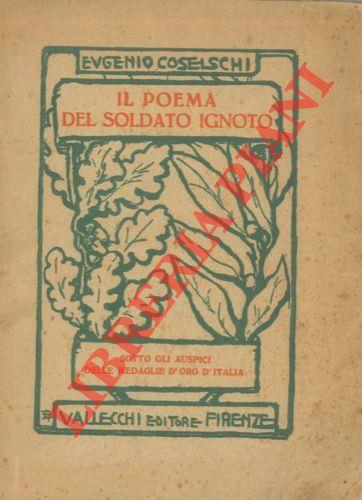 EVGENIO COSELSCHI
IL POEMA
DEL SOLDATO IGNOTO
SOTTO GLI AUSPICI
DELLE MEDAGLIE D'ORO D'ITALIA
VALLECCHI EDITORE FIRENZE
LIBRERIA PIANI